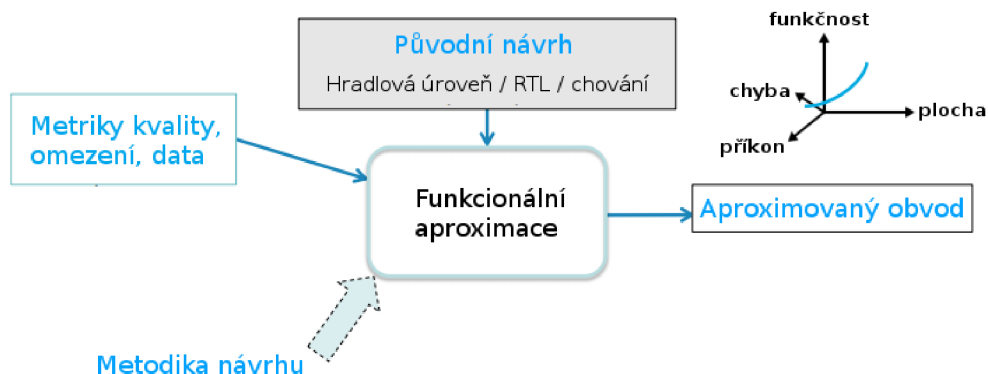 Původní návrh
Hradlová úroveň / RTL / chování
Metriky kvality,
omezení, data
Funkcionální
aproximace
Aproximovaný obvod
Metodika návrhu
funkčnost
chyba
plocha
příkon